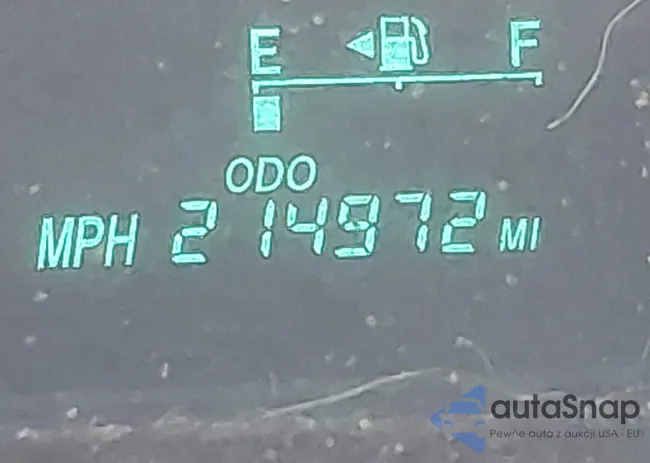 E F
ODO
MPH 214972 MI
autaSnap
Pewne auta z aukcji USA - EU